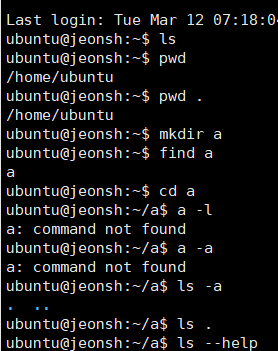 Last login: Tue Mar 12 07:18:0
ubuntu@jeonsh:~$ ls
ubuntu@jeonsh:~$ pwd
/home/ubuntu
ubuntu@jeonsh:~$ pwd .
/home/ubuntu
ubuntu@jeonsh:~$ mkdir a
ubuntu@jeonsh:~$ find a
a
ubuntu@jeonsh:~$ cd a
ubuntu@jeonsh:~/a$ a -l
a: command not found
ubuntu@jeonsh:~/a$ a -a
a: command not found
ubuntu@jeonsh:~/a$ ls -a
.  ..
ubuntu@jeonsh:~/a$ ls .
ubuntu@jeonsh:~/a$ ls --help